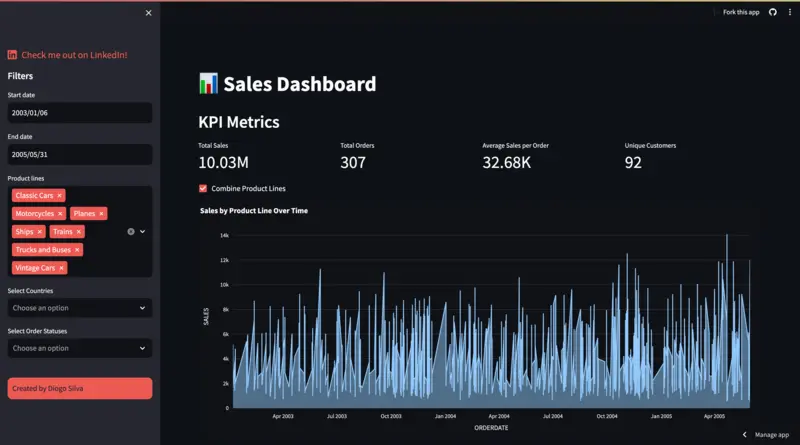 Fork this app
Check me out on LinkedIn!
Filters
Start date
2003/01/06
End date
2005/05/31
Product lines
Classic Cars ×
Motorcycles × Planes ×
Ships × Trains ×
Trucks and Buses ×
Vintage Cars ×
Select Countries
Choose an option
Select Order Statuses
Choose an option
Created by Diogo Silva
Sales Dashboard
KPI Metrics
Total Sales Total Orders Average Sales per Order Unique Customers
10.03M 307 32.68K 92
Combine Product Lines
Sales by Product Line Over Time
14k
12k
10k
8k
6k
4k
2k
0
SALES
Apr 2003 Jul 2003 Oct 2003 Jan 2004 Apr 2004 Jul 2004 Oct 2004 Jan 2005 Apr 2005
ORDERDATE
Manage app